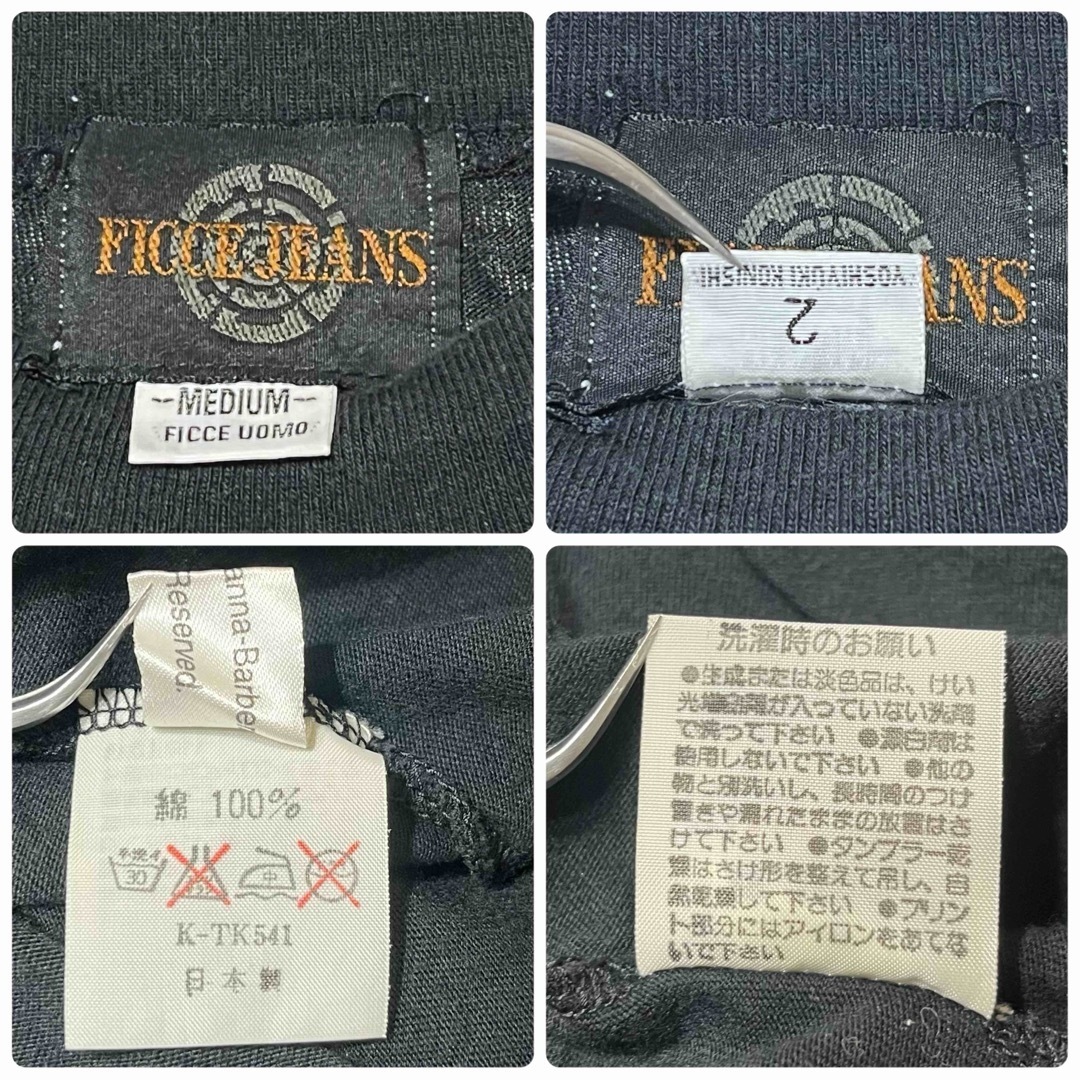 FICCE JEANS
-MEDIUM-
FICCE UOMO
YOSHIYUKI KONISHI
2
anna-Barbe
Reserved.
綿 100%
手洗イ
30
中
K-TK541
日本製
洗濯時のお願い
●生成または淡色品は、けい
光増白剤が入っていない洗剤
で洗って下さい ●漂白剤は
使用しないで下さい ●他の
物と別洗いし、長時間のつけ
置きや濡れたままの放置はさ
けて下さい ●タンブラー乾
燥はさけ形を整えて吊し、自
然乾燥して下さい ●プリン
ト部分にはアイロンをあてな
いで下さい